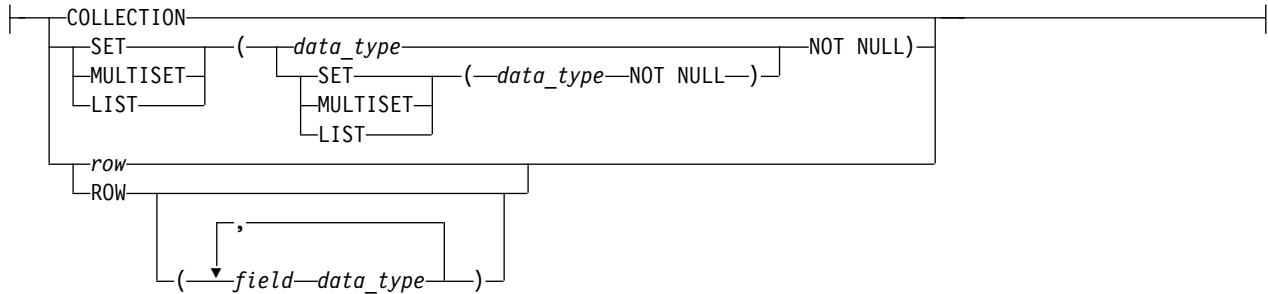 COLLECTION
SET ( data_type NOT NULL)
MULTISET SET ( data_type NOT NULL )
LIST MULTISET
LIST
row
ROW
,
( field data_type )